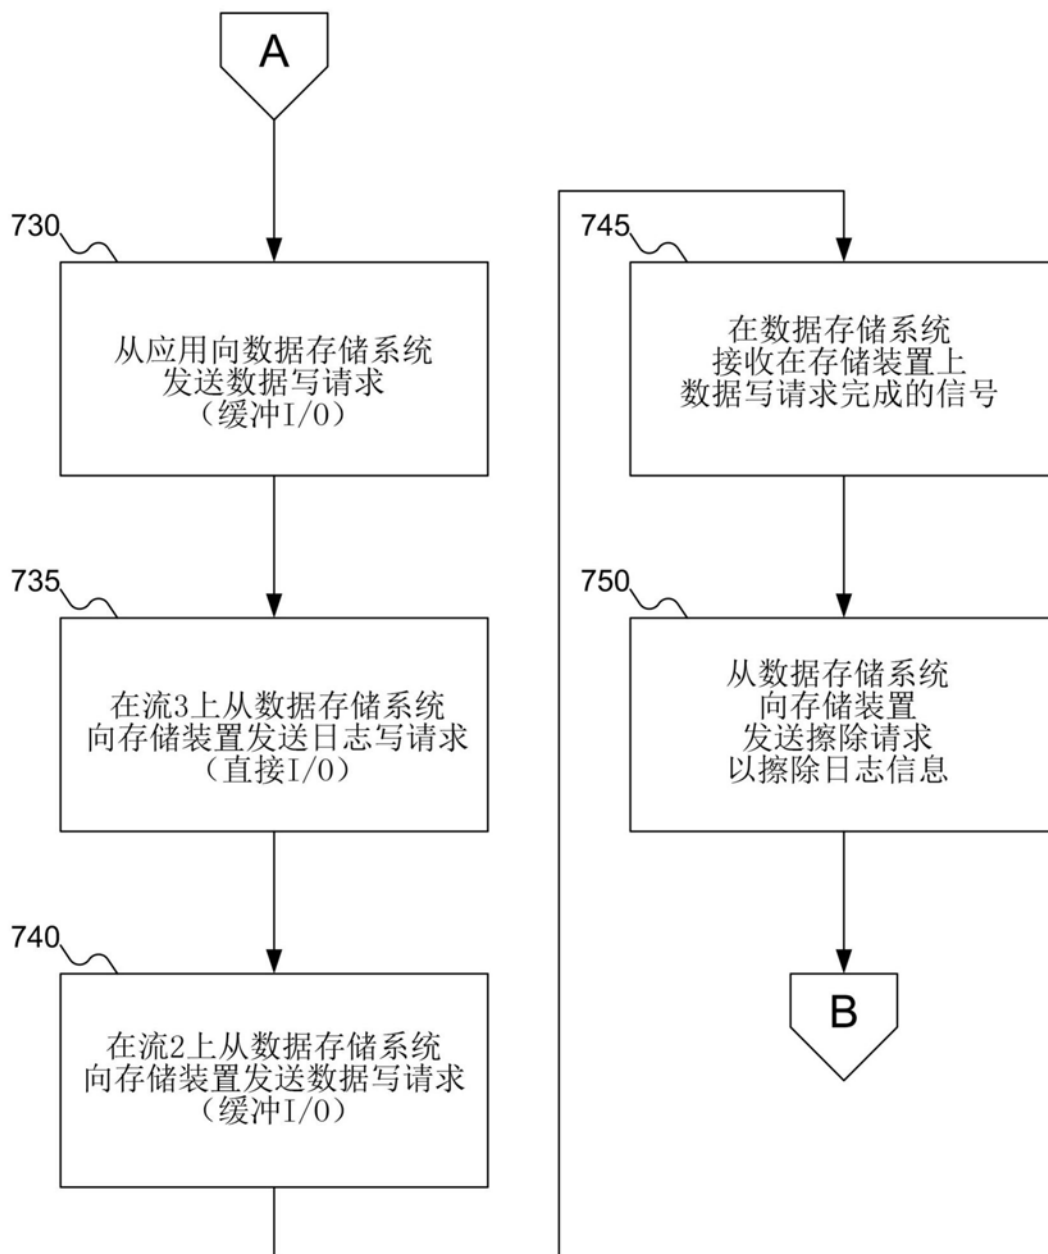 A
730
从应用向数据存储系统
发送数据写请求
（缓冲I/O）
735
在流3上从数据存储系统
向存储装置发送日志写请求
（直接I/O）
740
在流2上从数据存储系统
向存储装置发送数据写请求
（缓冲I/O）
745
在数据存储系统
接收在存储装置上
数据写请求完成的信号
750
从数据存储系统
向存储装置
发送擦除请求
以擦除日志信息
B